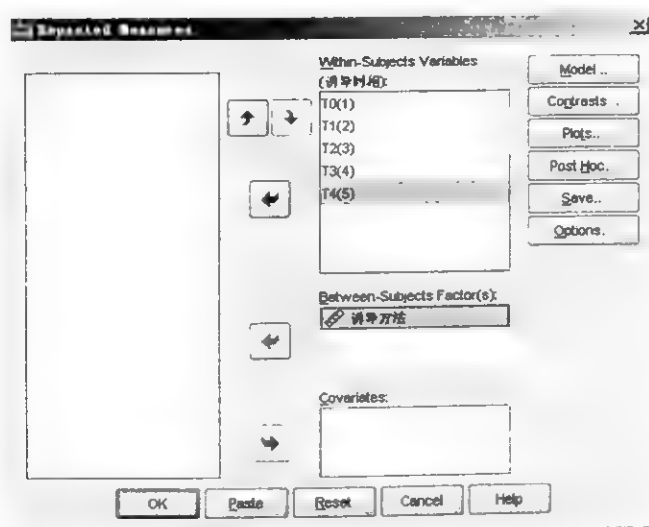 Repeated Measures
Within-Subjects Variables
(诱导时相):
T0(1)
T1(2)
T2(3)
T3(4)
T4(5)
Model ..
Contrasts .
Plots..
Post Hoc.
Save..
Options.
Between-Subjects Factor(s):
诱导方法
Covariates:
OK
Paste
Reset
Cancel
Help